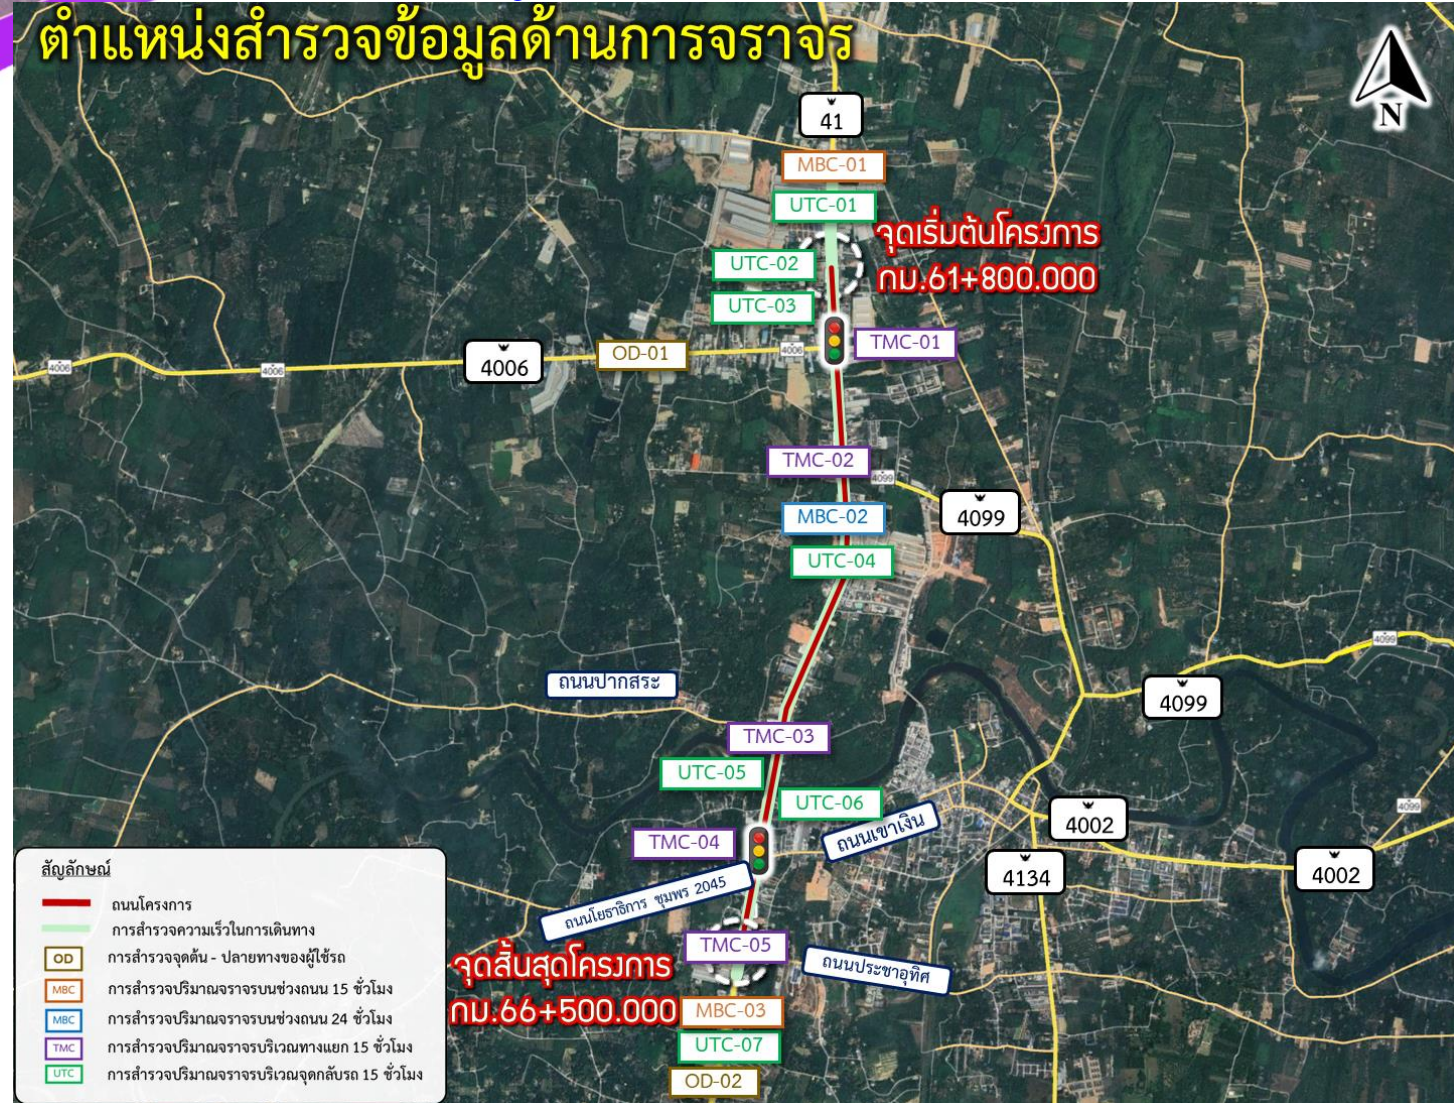 ตำแหน่งสำรวจข้อมูลด้านการจราจร
N
41
MBC-01
UTC-01
จุดเริ่มต้นโครงการ
กม.61+800.000
UTC-02
UTC-03
TMC-01
OD-01
4006
4006
4006
4006
TMC-02
4099
MBC-02
4099
UTC-04
4099
ถนนปากสระ
4099
TMC-03
UTC-05
UTC-06
4099
ถนนเขาเงิน
4002
TMC-04
4134
4002
ถนนโยธาธิการ ชุมพร 2045
TMC-05
จุดสิ้นสุดโครงการ
กม.66+500.000
ถนนประชาอุทิศ
MBC-03
UTC-07
OD-02
สัญลักษณ์
ถนนโครงการ
การสำรวจความเร็วในการเดินทาง
OD การสำรวจจุดต้น - ปลายทางของผู้ใช้รถ
MBC การสำรวจปริมาณจราจรบนช่วงถนน 15 ชั่วโมง
MBC การสำรวจปริมาณจราจรบนช่วงถนน 24 ชั่วโมง
TMC การสำรวจปริมาณจราจรบริเวณทางแยก 15 ชั่วโมง
UTC การสำรวจปริมาณจราจรบริเวณจุดกลับรถ 15 ชั่วโมง